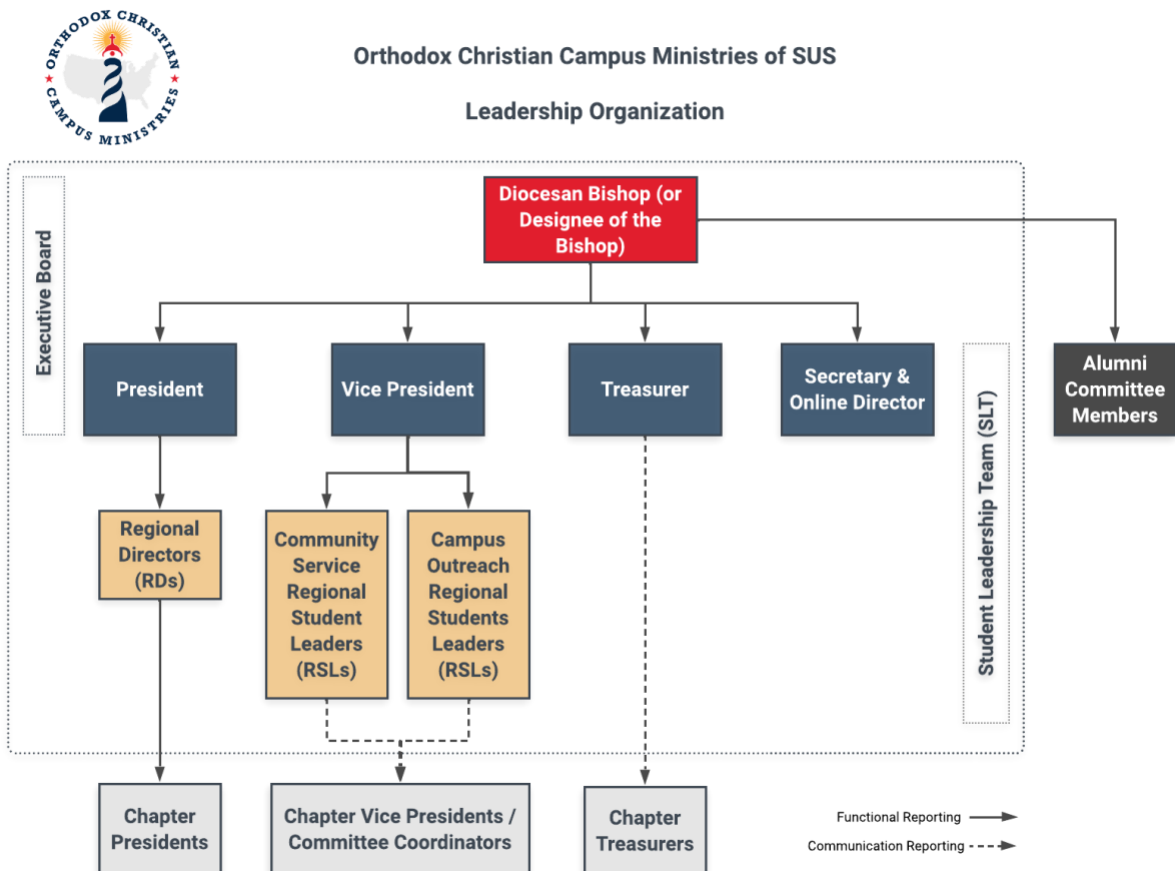 ORTHODOX CHRISTIAN
CAMPUS MINISTRIES
Orthodox Christian Campus Ministries of SUS
Leadership Organization
Executive Board
Diocesan Bishop (or
Designee of the
Bishop)
President
Vice President
Treasurer
Secretary &
Online Director
Student Leadership Team (SLT)
Alumni
Committee
Members
Regional
Directors
(RDs)
Community
Service
Regional
Student
Leaders
(RSLs)
Campus
Outreach
Regional
Students
Leaders
(RSLs)
Chapter
Presidents
Chapter Vice Presidents /
Committee Coordinators
Chapter
Treasurers
Functional Reporting
Communication Reporting